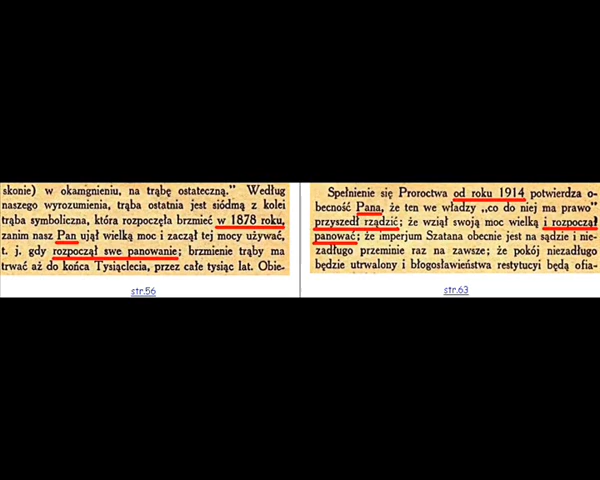 skonie) w okamgnieniu, na trąbę ostateczną." Według
naszego wyrozumienia, trąba ostatnia jest siódmą z kolei
trąba symboliczna, która rozpoczęła brzmieć w 1878 roku,
zanim nasz Pan ujął wielką moc i zaczął tej mocy używać,
t. j. gdy rozpoczął swe panowanie; brzmienie trąby ma
trwać aż do końca Tysiąclecia, przez całe tysiąc lat. Obie-
str.56
Spełnienie się Proroctwa od roku 1914 potwierdza o-
becność Pana, że ten we władzy „co do niej ma prawo"
przyszedł rządzić; że wziął swoją moc wielką i rozpoczął
panować; że imperjum Szatana obecnie jest na sądzie i nie-
zadługo przeminie raz na zawsze; że pokój niezadługo
będzie utrwalony i błogosławieństwa restytucyi będą ofia-
str.63